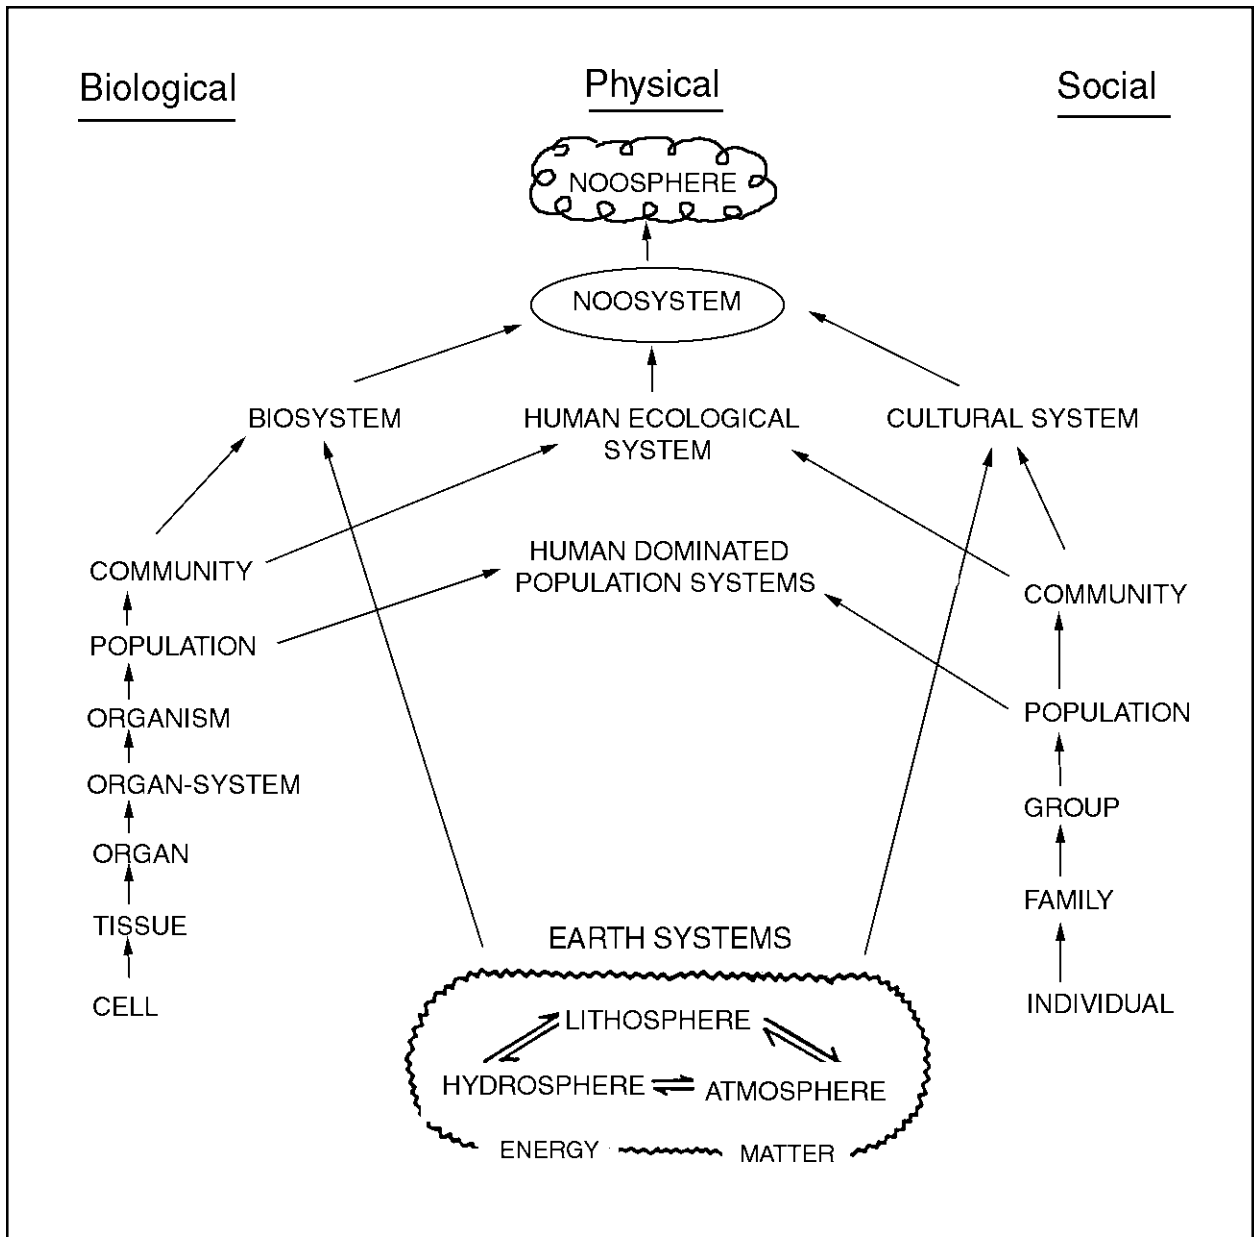 Biological
Physical
Social
NOOSPHERE
NOOSYSTEM
BIOSYSTEM
HUMAN ECOLOGICAL
SYSTEM
CULTURAL SYSTEM
HUMAN DOMINATED
POPULATION SYSTEMS
COMMUNITY
POPULATION
ORGANISM
ORGAN-SYSTEM
ORGAN
TISSUE
CELL
COMMUNITY
POPULATION
GROUP
FAMILY
INDIVIDUAL
EARTH SYSTEMS
LITHOSPHERE
HYDROSPHERE
ATMOSPHERE
ENERGY
MATTER